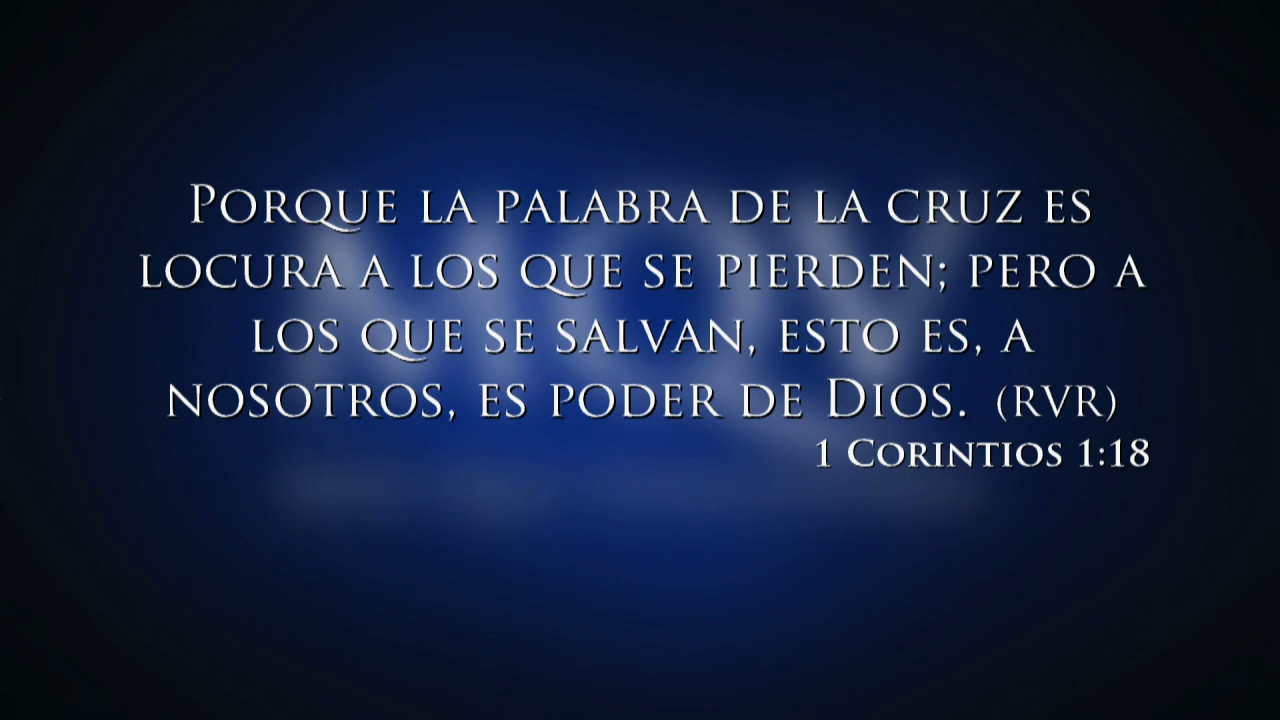 Porque la palabra de la cruz es
locura a los que se pierden; pero a
los que se salvan, esto es, a
nosotros, es poder de Dios. (RVR)
1 Corintios 1:18